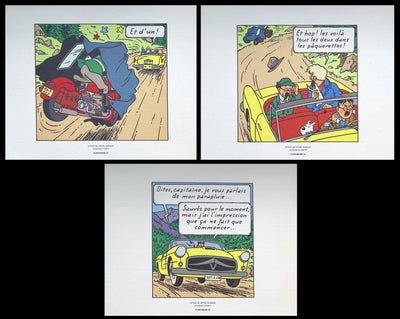 Et d'un!
Et hop! les voilà
tous les deux dans
les pâquerettes!
Dites, capitaine, je vous parlais
de mon parapluie...
Sauvés pour le moment,
mais j'ai l'impression
que ça ne fait que
commencer...